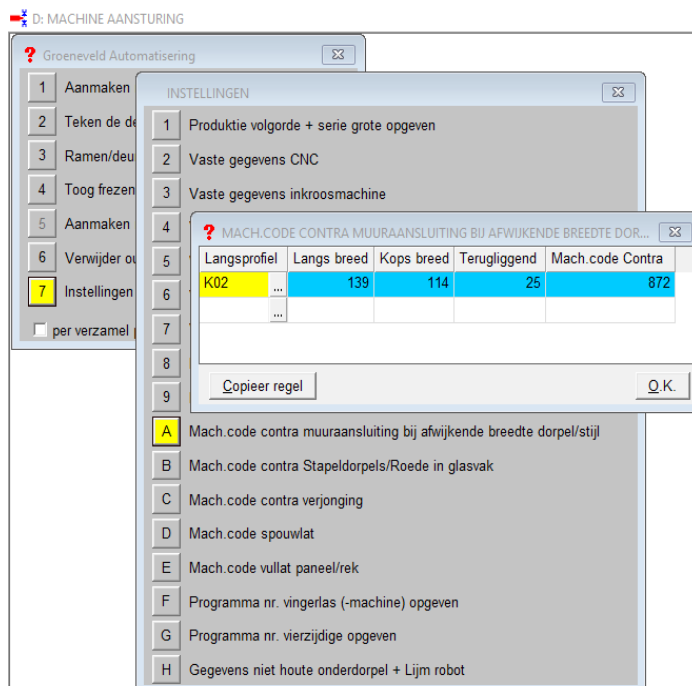 D: MACHINE AANSTURING
Groeneveld Automatisering
1 Aanmaken
2 Teken de de
3 Ramen/deu
4 Toog frezen
5 Aanmaken
6 Verwijder ou
7 Instellingen
per verzamel p
INSTELLINGEN
1 Produktie volgorde + serie grote opgeven
2 Vaste gegevens CNC
3 Vaste gegevens inkroosmachine
4
5
6
7
8
9
MACH.CODE CONTRA MUURAANSLUITING BIJ AFWIJKENDE BREEDTE DOR...
Langsprofiel Langs breed Kops breed Terugliggend Mach.code Contra
K02 ... 139 114 25 872
...
Copieer regel O.K.
A Mach.code contra muuraansluiting bij afwijkende breedte dorpel/stijl
B Mach.code contra Stapeldorpels/Roede in glasvak
C Mach.code contra verjonging
D Mach.code spouwlat
E Mach.code vullat paneel/rek
F Programma nr. vingerlas (-machine) opgeven
G Programma nr. vierzijdige opgeven
H Gegevens niet houte onderdorpel + Lijm robot